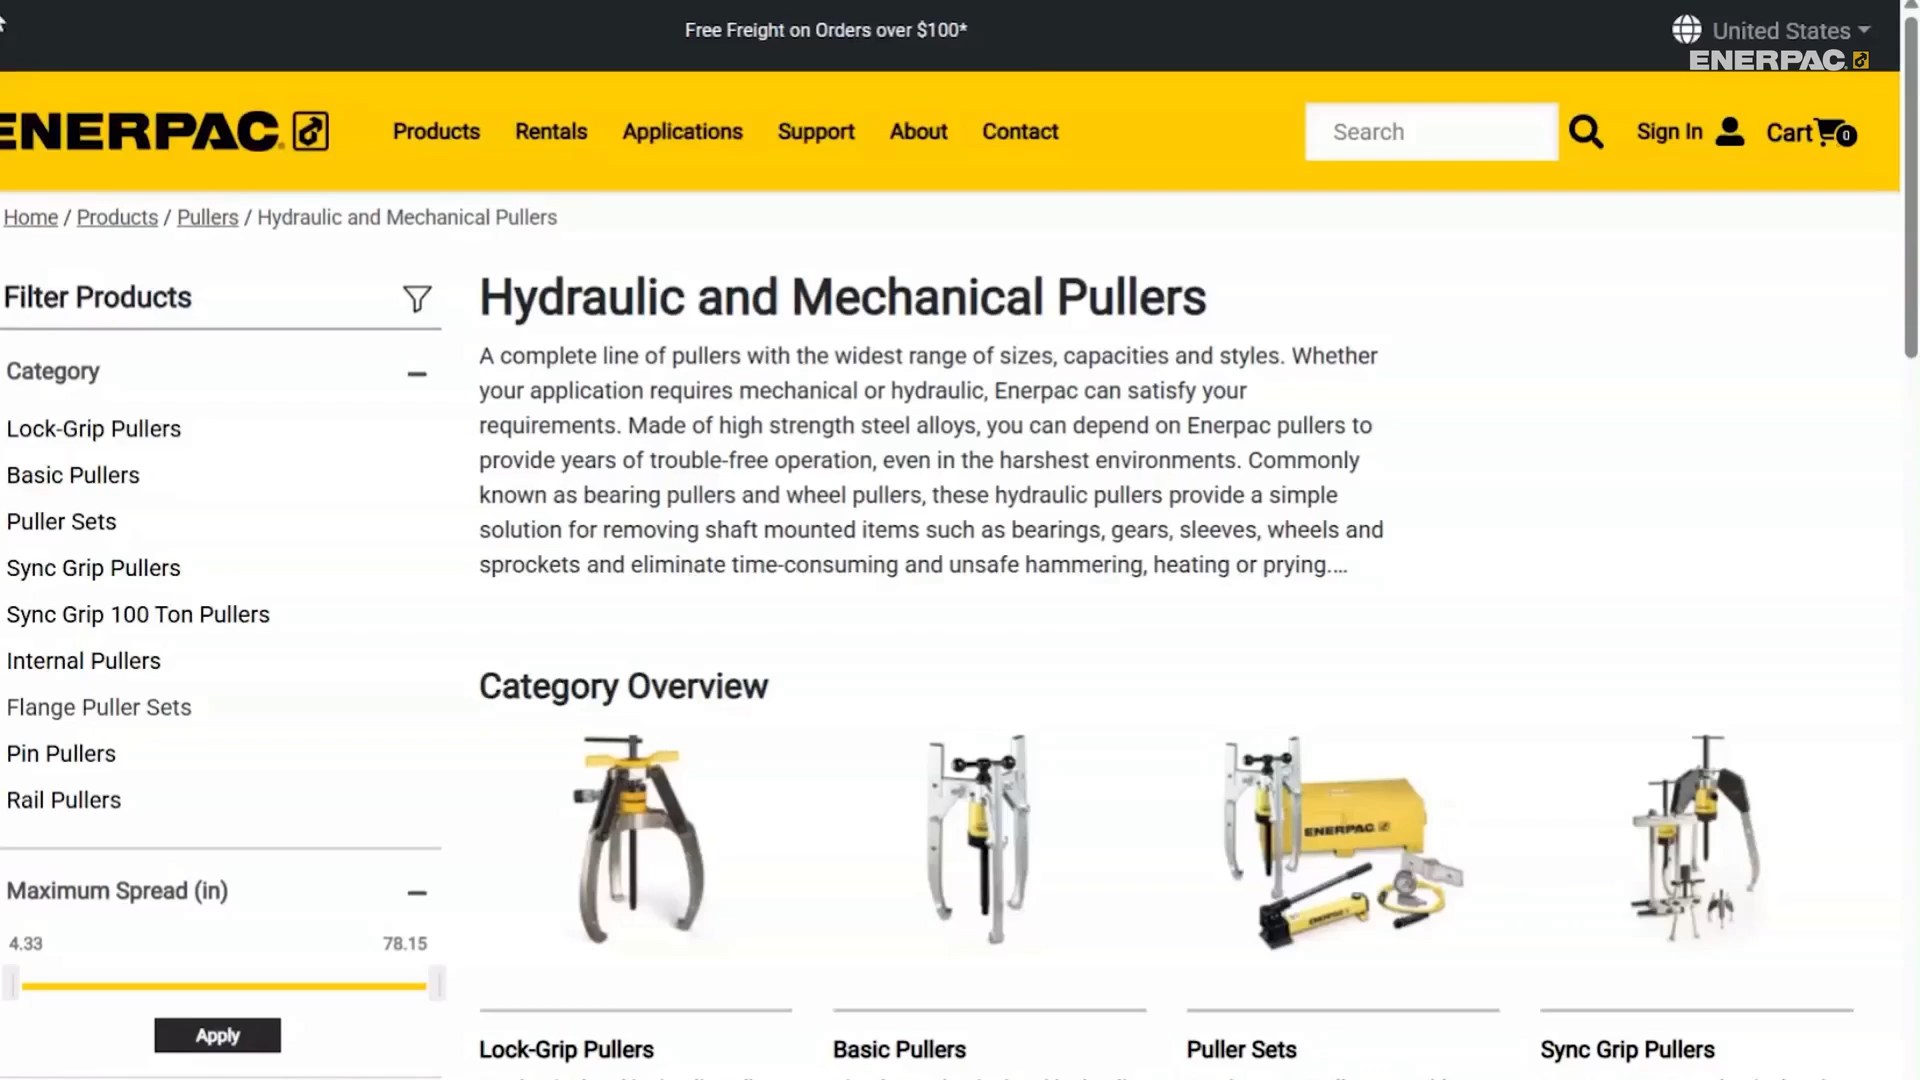 Free Freight on Orders over $100*
United States
ENERPAC
ENERPAC
Products Rentals Applications Support About Contact
Search
Sign In
Cart 0
Home / Products / Pullers / Hydraulic and Mechanical Pullers
Filter Products
Category
Lock-Grip Pullers
Basic Pullers
Puller Sets
Sync Grip Pullers
Sync Grip 100 Ton Pullers
Internal Pullers
Flange Puller Sets
Pin Pullers
Rail Pullers
Maximum Spread (in)
4.33 78.15
Apply
Hydraulic and Mechanical Pullers
A complete line of pullers with the widest range of sizes, capacities and styles. Whether
your application requires mechanical or hydraulic, Enerpac can satisfy your
requirements. Made of high strength steel alloys, you can depend on Enerpac pullers to
provide years of trouble-free operation, even in the harshest environments. Commonly
known as bearing pullers and wheel pullers, these hydraulic pullers provide a simple
solution for removing shaft mounted items such as bearings, gears, sleeves, wheels and
sprockets and eliminate time-consuming and unsafe hammering, heating or prying....
Category Overview
ENERPAC
ENERPAC
Lock-Grip Pullers
Basic Pullers
Puller Sets
Sync Grip Pullers